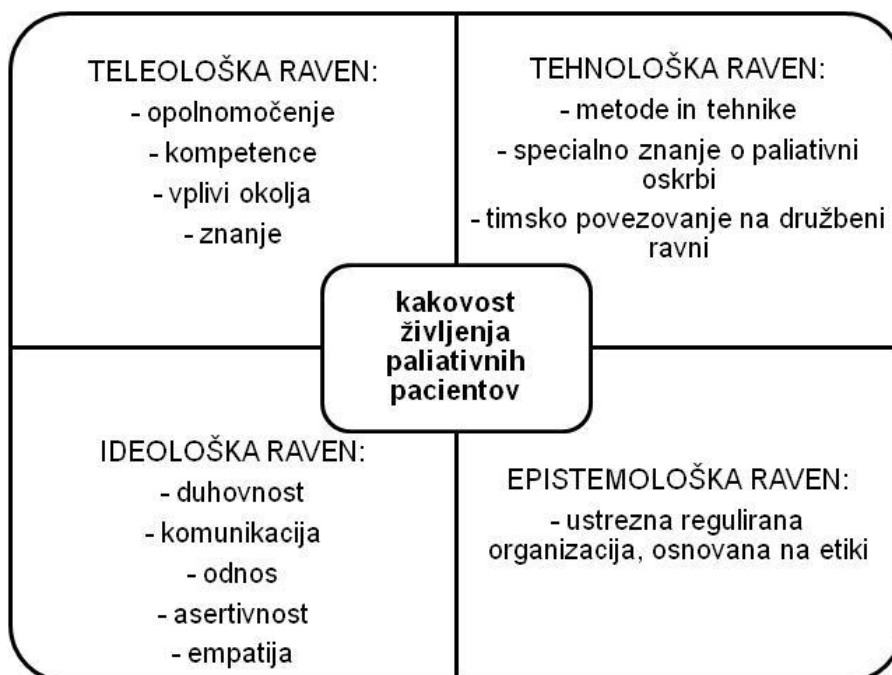 TELEOLOŠKA RAVEN:
- opolnomočenje
- kompetence
- vplivi okolja
- znanje
TEHNOLOŠKA RAVEN:
- metode in tehnike
- specialno znanje o paliativni
oskrbi
- timsko povezovanje na družbeni
ravni
kakovost
življenja
paliativnih
pacientov
IDEOLOŠKA RAVEN:
- duhovnost
- komunikacija
- odnos
- asertivnost
- empatija
EPISTEMOLOŠKA RAVEN:
- ustrezna regulirana
organizacija, osnovana na etiki